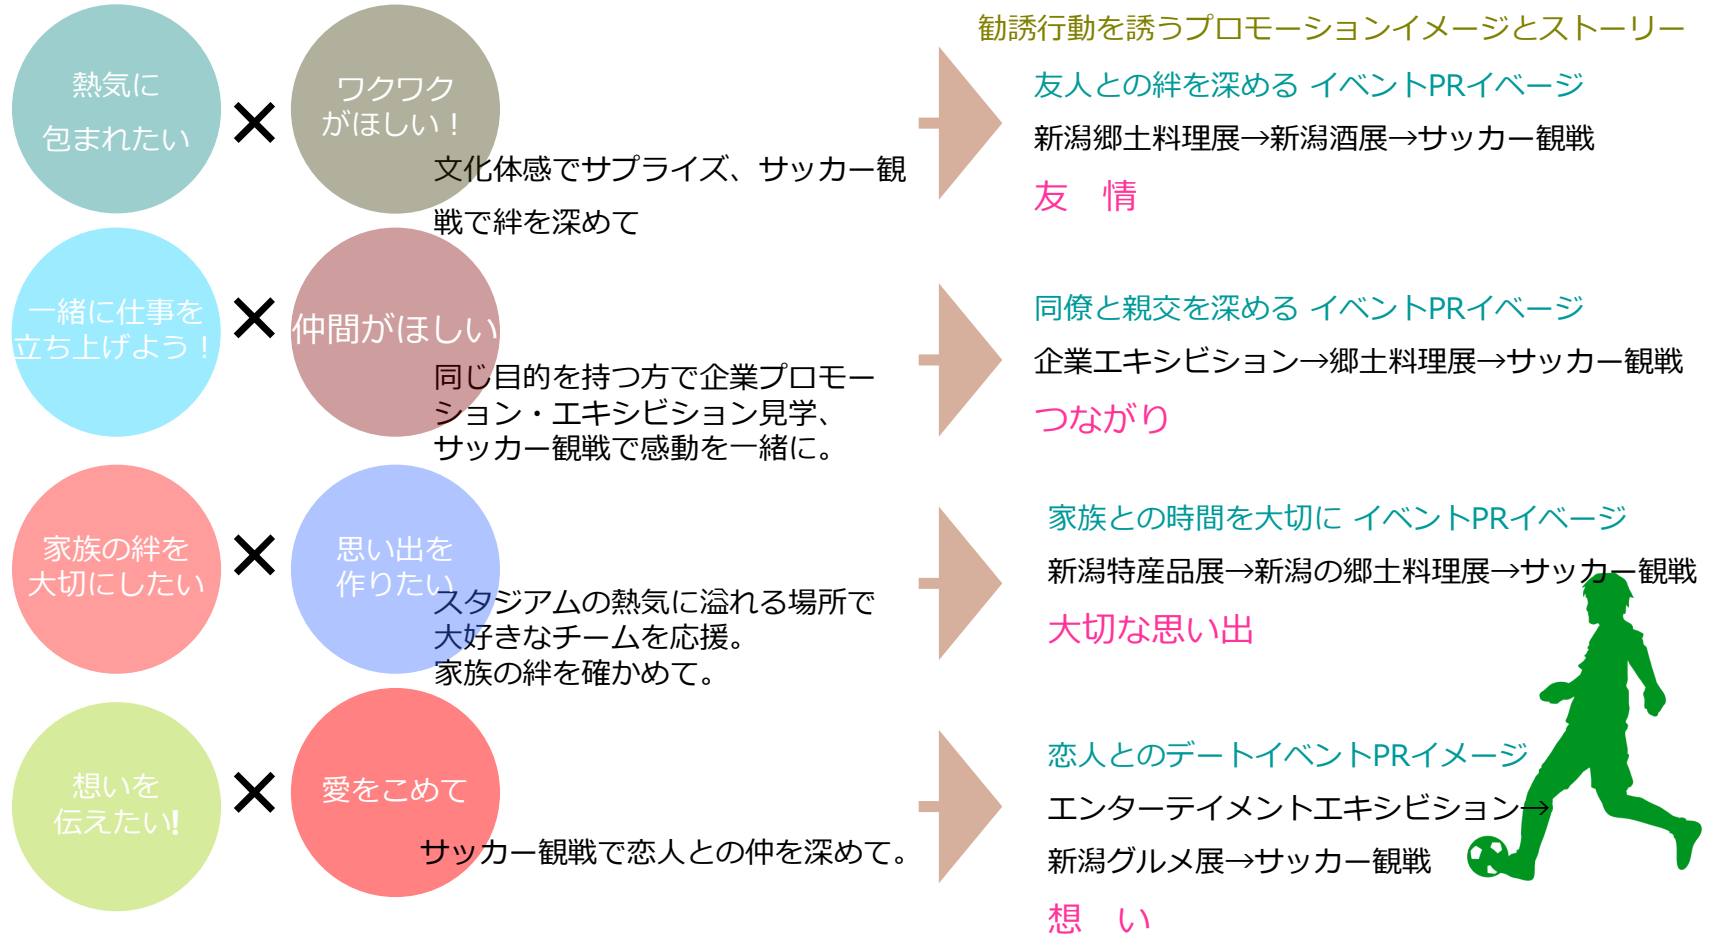 勧誘行動を誘うプロモーションイメージとストーリー
熱気に
包まれたい
×
ワクワク
がほしい！
文化体感でサプライズ、サッカー観
戦で絆を深めて
友人との絆を深める イベントPRイベージ
新潟郷土料理展→新潟酒展→サッカー観戦
友　情
一緒に仕事を
立ち上げよう！
×
仲間がほしい
同じ目的を持つ方で企業プロモー
ション・エキシビション見学、
サッカー観戦で感動を一緒に。
同僚と親交を深める イベントPRイベージ
企業エキシビション→郷土料理展→サッカー観戦
つながり
家族の絆を
大切にしたい
×
思い出を
作りたい
スタジアムの熱気に溢れる場所で
大好きなチームを応援。
家族の絆を確かめて。
家族との時間を大切に イベントPRイベージ
新潟特産品展→新潟の郷土料理展→サッカー観戦
大切な思い出
想いを
伝えたい!
×
愛をこめて
サッカー観戦で恋人との仲を深めて。
恋人とのデートイベントPRイメージ
エンターテイメントエキシビション→
新潟グルメ展→サッカー観戦
想　い